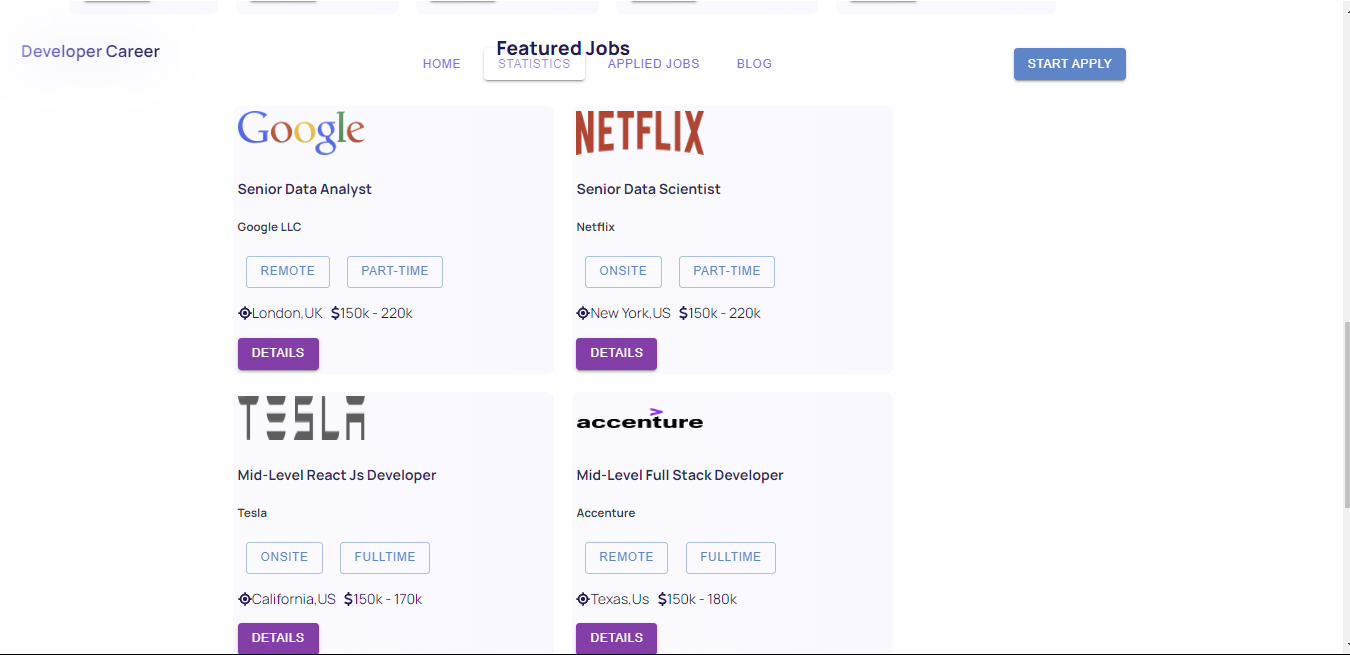 Developer Career
Featured Jobs
HOME STATISTICS APPLIED JOBS BLOG START APPLY
Google NETFLIX
Senior Data Analyst Senior Data Scientist
Google LLC Netflix
REMOTE PART-TIME ONSITE PART-TIME
London,UK $150k - 220k New York,US $150k - 220k
DETAILS DETAILS
TESLA accenture
Mid-Level React Js Developer Mid-Level Full Stack Developer
Tesla Accenture
ONSITE FULLTIME REMOTE FULLTIME
California,US $150k - 170k Texas,Us $150k - 180k
DETAILS DETAILS